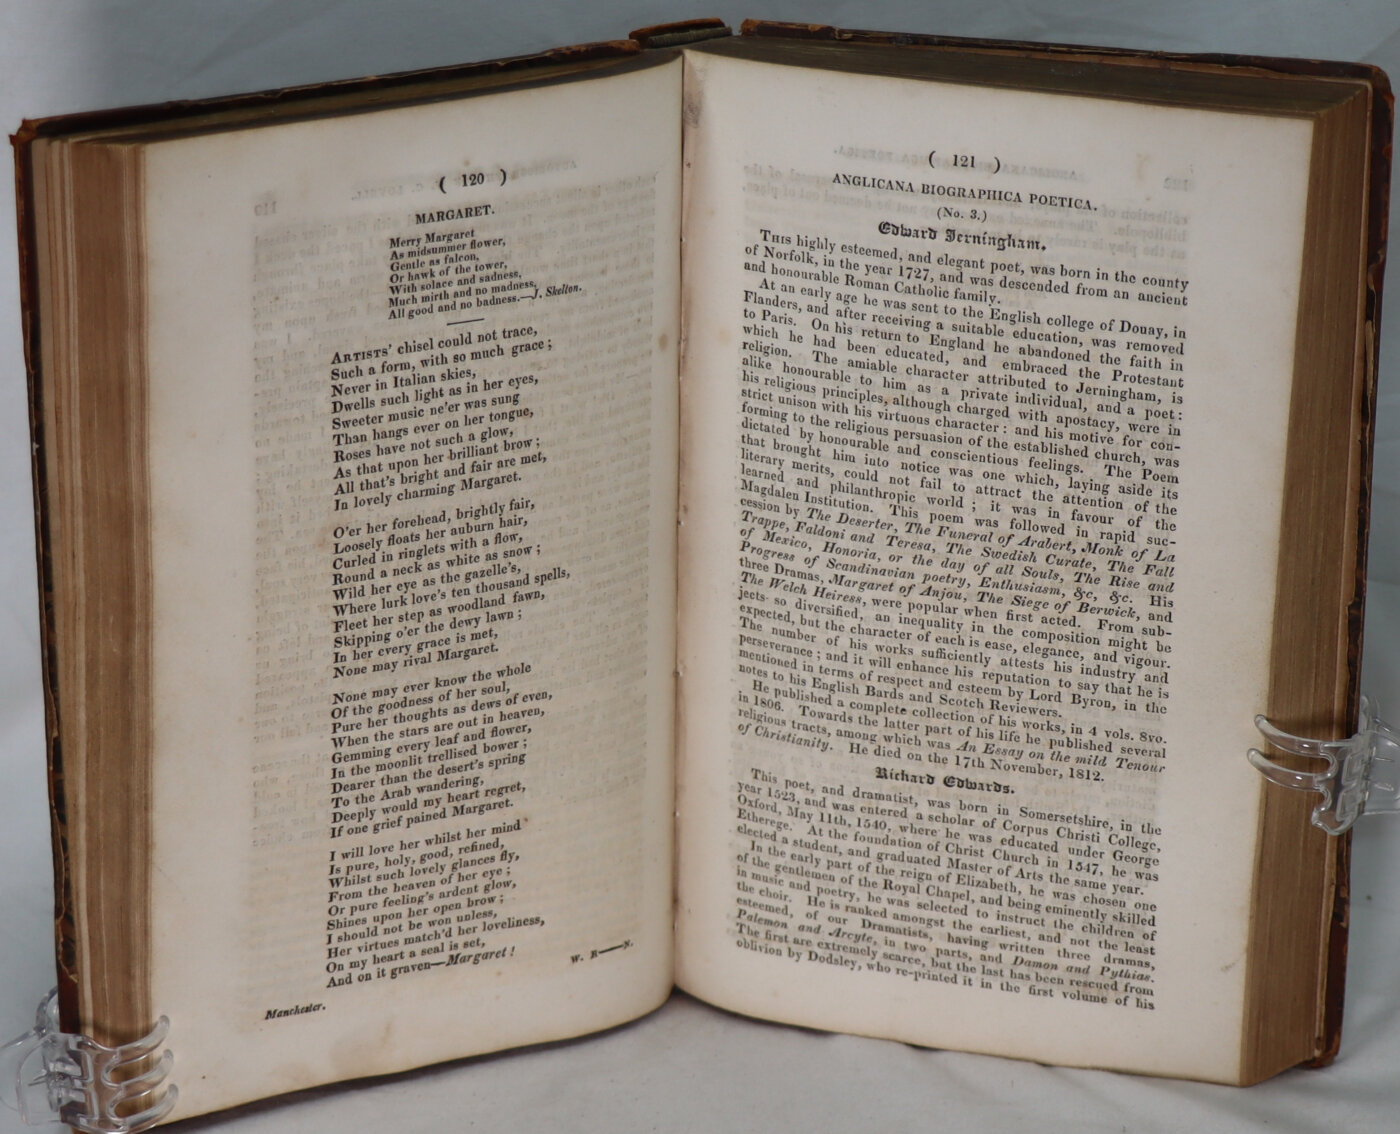 ( 120 )
MARGARET.
Merry Margaret
As midsummer flower,
Gentle as falcon,
Or hawk of the tower,
With solace and sadness,
Much mirth and no madness,
All good and no badness.—J. Skelton.
ARTISTS' chisel could not trace,
Such a form, with so much grace;
Never in Italian skies,
Dwells such light as in her eyes,
Sweeter music ne'er was sung
Than hangs ever on her tongue,
Roses have not such a glow,
As that upon her brilliant brow;
All that's bright and fair are met,
In lovely charming Margaret.
O'er her forehead, brightly fair,
Loosely floats her auburn hair,
Curled in ringlets with a flow,
Round a neck as white as snow;
Wild her eye as the gazelle's,
Where lurk love's ten thousand spells,
Fleet her step as woodland fawn,
Skipping o'er the dewy lawn;
In her every grace is met,
None may rival Margaret.
None may ever know the whole
Of the goodness of her soul,
Pure her thoughts as dews of even,
When the stars are out in heaven,
Gemming every leaf and flower,
In the moonlit trellised bower;
Dearer than the desert's spring
To the Arab wandering,
Deeply would my heart regret,
If one grief pained Margaret.
I will love her whilst her mind
Is pure, holy, good, refined,
Whilst such lovely glances fly,
From the heaven of her eye;
Or pure feeling's ardent glow,
Shines upon her open brow;
I should not be won unless,
Her virtues match'd her loveliness,
On my heart a seal is set,
And on it graven—Margaret!
W. R——N.
Manchester.
( 121 )
ANGLICANA BIOGRAPHICA POETICA.
(No. 3.)
Edward Jerningham.
THIS highly esteemed, and elegant poet, was born in the county
of Norfolk, in the year 1727, and was descended from an ancient
and honourable Roman Catholic family.
At an early age he was sent to the English college of Douay, in
Flanders, and after receiving a suitable education, was removed
to Paris. On his return to England he abandoned the faith in
which he had been educated, and embraced the Protestant
religion. The amiable character attributed to Jerningham, is
alike honourable to him as a private individual, and a poet:
his religious principles, although charged with apostacy, were in
strict unison with his virtuous character: and his motive for con-
forming to the religious persuasion of the established church, was
dictated by honourable and conscientious feelings. The Poem
that brought him into notice was one which, laying aside its
literary merits, could not fail to attract the attention of the
learned and philanthropic world; it was in favour of the
Magdalen Institution. This poem was followed in rapid suc-
cession by The Deserter, The Funeral of Arabert, Monk of La
Trappe, Faldoni and Teresa, The Swedish Curate, The Fall
of Mexico, Honoria, or the day of all Souls, The Rise and
Progress of Scandinavian poetry, Enthusiasm, &c, &c. His
three Dramas, Margaret of Anjou, The Siege of Berwick, and
The Welch Heiress, were popular when first acted. From sub-
jects so diversified, an inequality in the composition might be
expected, but the character of each is ease, elegance, and vigour.
The number of his works sufficiently attests his industry and
perseverance; and it will enhance his reputation to say that he is
mentioned in terms of respect and esteem by Lord Byron, in the
notes to his English Bards and Scotch Reviewers.
He published a complete collection of his works, in 4 vols. 8vo.
in 1806. Towards the latter part of his life he published several
religious tracts, among which was An Essay on the mild Tenour
of Christianity. He died on the 17th November, 1812.
Richard Edwards.
This poet, and dramatist, was born in Somersetshire, in the
year 1523, and was entered a scholar of Corpus Christi College,
Oxford, May 11th, 1540, where he was educated under George
Etherege. At the foundation of Christ Church in 1547, he was
elected a student, and graduated Master of Arts the same year.
In the early part of the reign of Elizabeth, he was chosen one
of the gentlemen of the Royal Chapel, and being eminently skilled
in music and poetry, he was selected to instruct the children of
the choir. He is ranked amongst the earliest, and not the least
esteemed, of our Dramatists, having written three dramas,
Palemon and Arcyte, in two parts, and Damon and Pythias.
The first are extremely scarce, but the last has been rescued from
oblivion by Dodsley, who re-printed it in the first volume of his